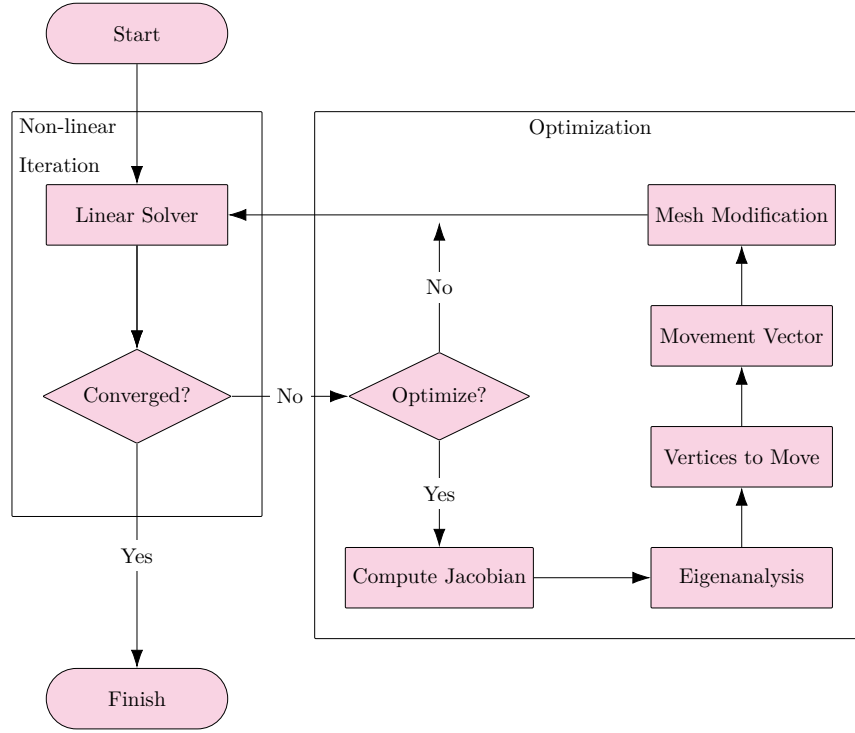 Start
Non-linear
Iteration
Optimization
Linear Solver
Mesh Modification
No
Movement Vector
Converged?
No
Optimize?
Vertices to Move
Yes
Yes
Compute Jacobian
Eigenanalysis
Finish